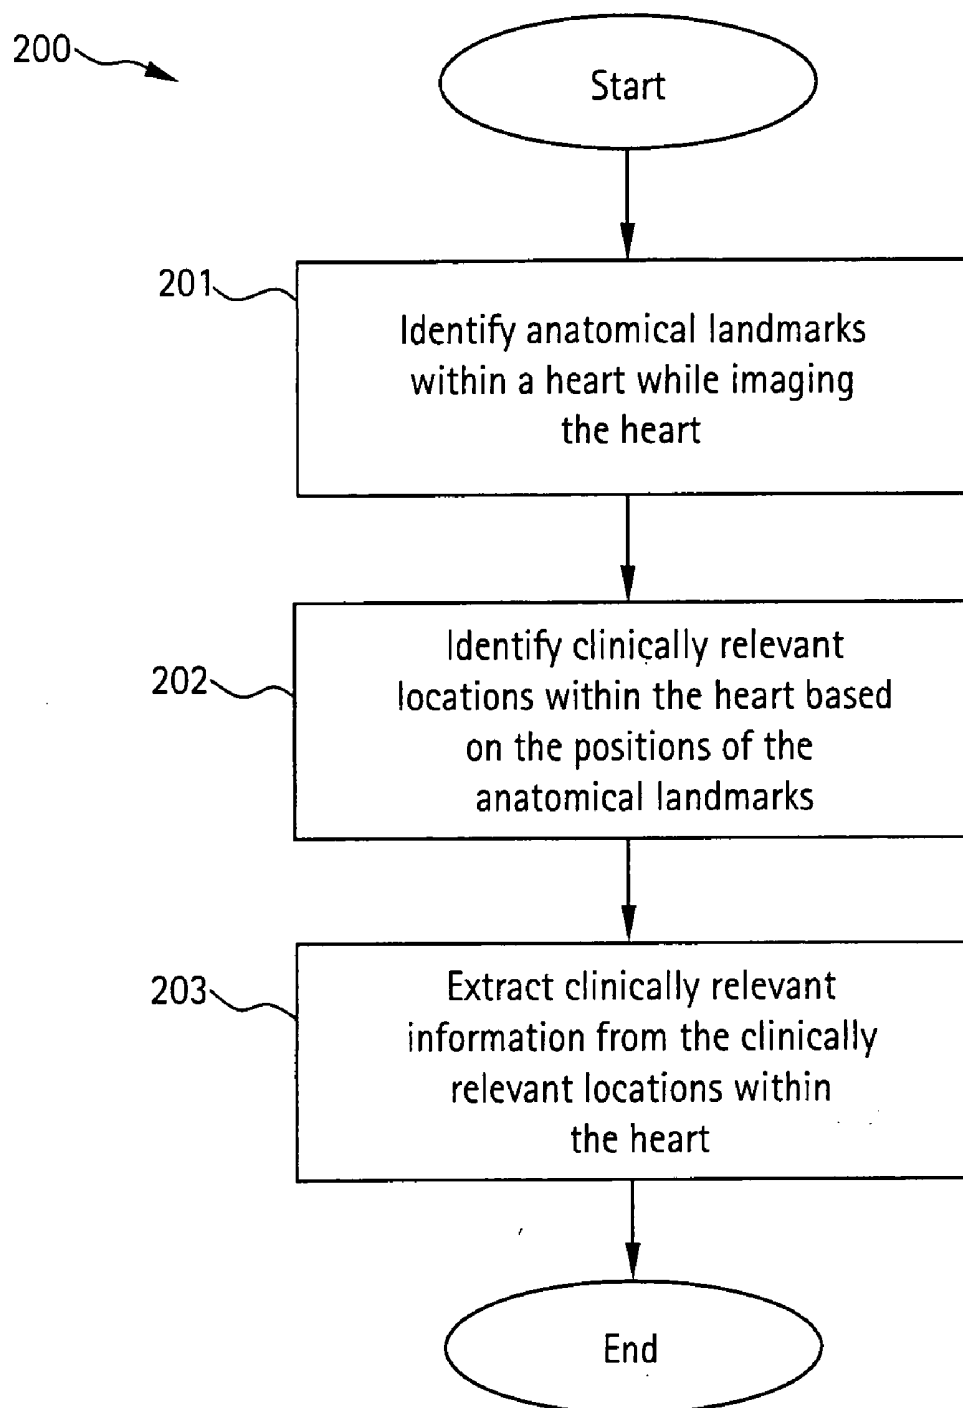 200
Start
201
Identify anatomical landmarks
within a heart while imaging
the heart
202
Identify clinically relevant
locations within the heart based
on the positions of the
anatomical landmarks
203
Extract clinically relevant
information from the clinically
relevant locations within
the heart
End